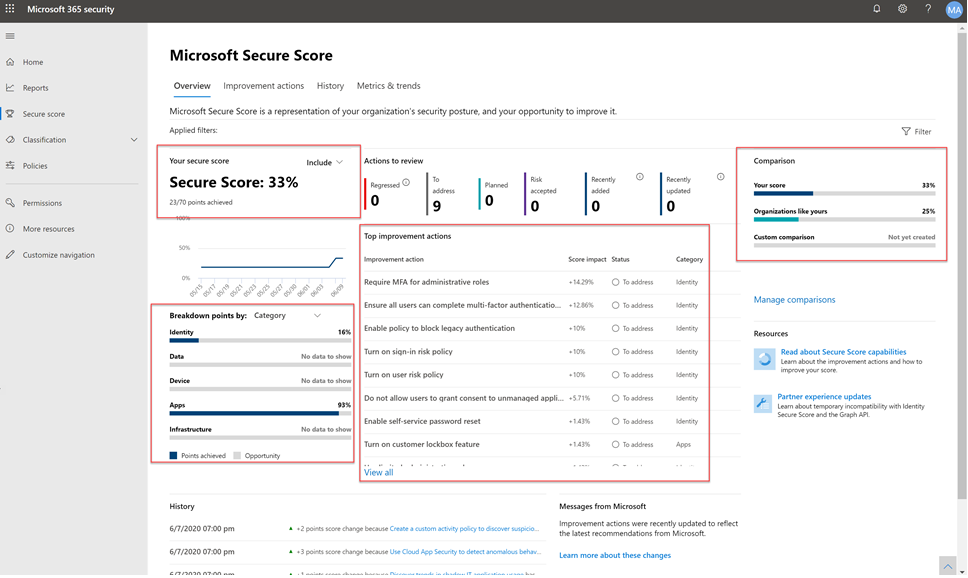 Microsoft 365 security
MA
Home
Reports
Secure score
Classification
Policies
Permissions
More resources
Customize navigation
Microsoft Secure Score
Overview Improvement actions History Metrics & trends
Microsoft Secure Score is a representation of your organization's security posture, and your opportunity to improve it.
Applied filters:
Filter
Your secure score Include
Secure Score: 33%
23/70 points achieved
100%
50%
0%
05/15 05/17 05/19 05/21 05/23 05/25 05/27 05/30 06/01 06/03 06/09
Breakdown points by: Category
Identity 16%
Data No data to show
Device No data to show
Apps 93%
Infrastructure No data to show
Points achieved Opportunity
Actions to review
Regressed 0
To address 9
Planned 0
Risk accepted 0
Recently added 0
Recently updated 0
Top improvement actions
Improvement action Score impact Status Category
Require MFA for administrative roles +14.29% To address Identity
Ensure all users can complete multi-factor authenticatio... +12.86% To address Identity
Enable policy to block legacy authentication +10% To address Identity
Turn on sign-in risk policy +10% To address Identity
Turn on user risk policy +10% To address Identity
Do not allow users to grant consent to unmanaged appli... +5.71% To address Identity
Enable self-service password reset +1.43% To address Identity
Turn on customer lockbox feature +1.43% To address Apps
View all
Comparison
Your score 33%
Organizations like yours 25%
Custom comparison Not yet created
Manage comparisons
Resources
Read about Secure Score capabilities
Learn about the improvement actions and how to
improve your score.
Partner experience updates
Learn about temporary incompatibility with Identity
Secure Score and the Graph API.
History
6/7/2020 07:00 pm +2 points score change because Create a custom activity policy to discover suspicio...
6/7/2020 07:00 pm +3 points score change because Use Cloud App Security to detect anomalous behav...
6/7/2020 07:00 pm +1 points score change because Discover trends in shadow IT application usage has
Messages from Microsoft
Improvement actions were recently updated to reflect
the latest recommendations from Microsoft.
Learn more about these changes